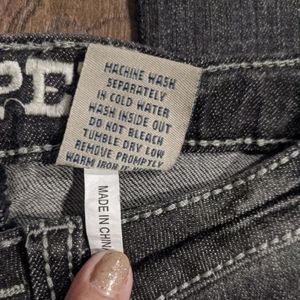 PE
MACHINE WASH
SEPARATELY
IN COLD WATER
WASH INSIDE OUT
DO NOT BLEACH
TUMBLE DRY LOW
REMOVE PROMPTLY
WARM IRON IF
MADE IN CHINA